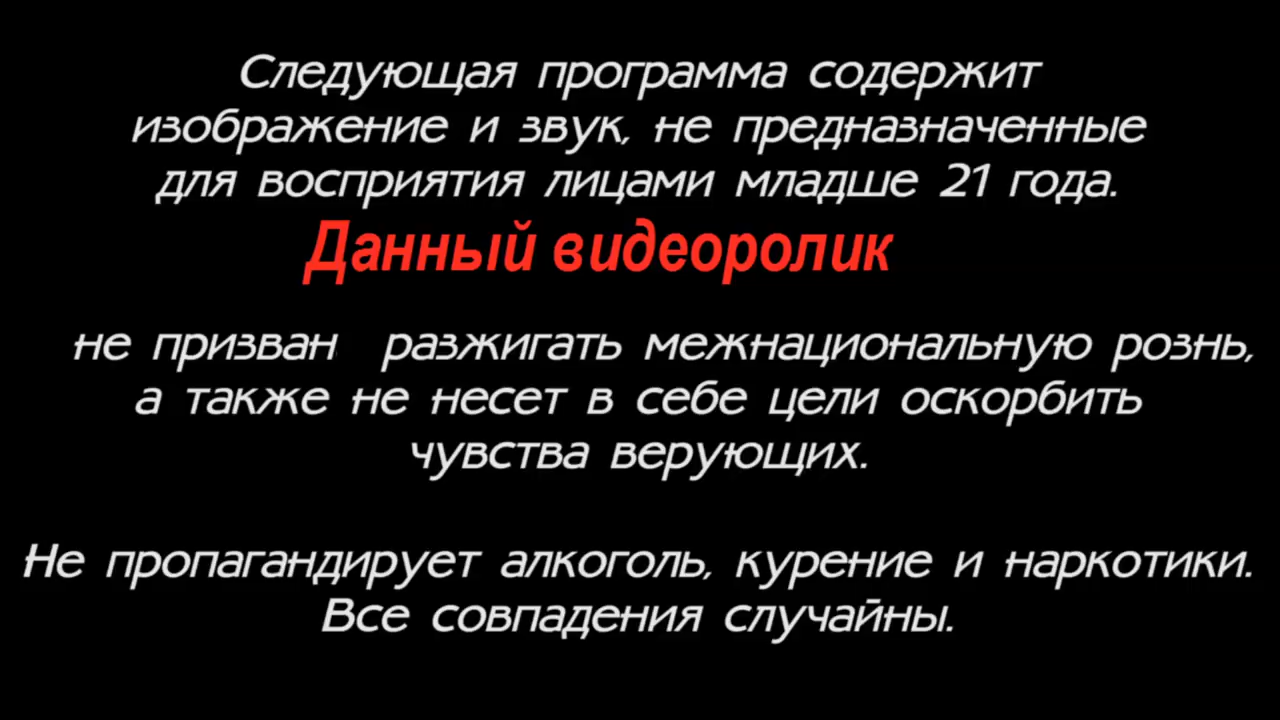 Следующая программа содержит
изображение и звук, не предназначенные
для восприятия лицами младше 21 года.
Данный видеоролик
не призван разжигать межнациональную рознь,
а также не несет в себе цели оскорбить
чувства верующих.
Не пропагандирует алкоголь, курение и наркотики.
Все совпадения случайны.